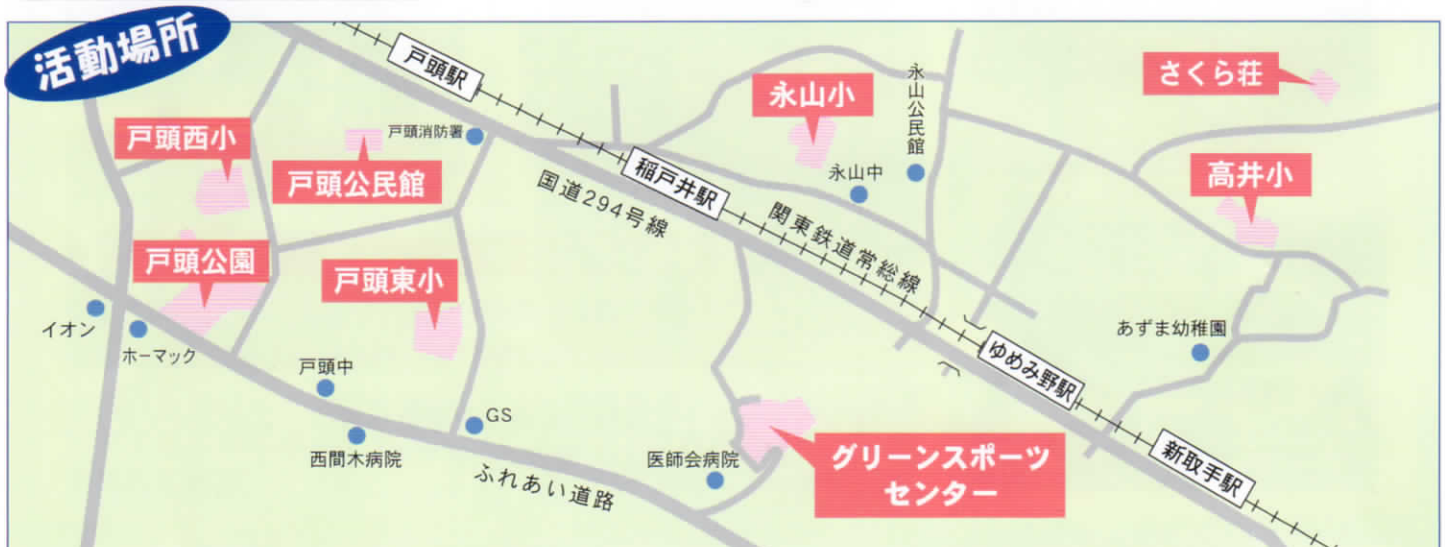 活動場所
戸頭駅
さくら荘
永山小
永山公民館
戸頭西小
戸頭消防署
戸頭公民館
稲戸井駅
永山中
高井小
国道294号線
関東鉄道常総線
戸頭公園
戸頭東小
イオン
ホーマック
あずま幼稚園
ゆめみ野駅
戸頭中
GS
西間木病院
医師会病院
グリーンスポーツ
センター
新取手駅
ふれあい道路